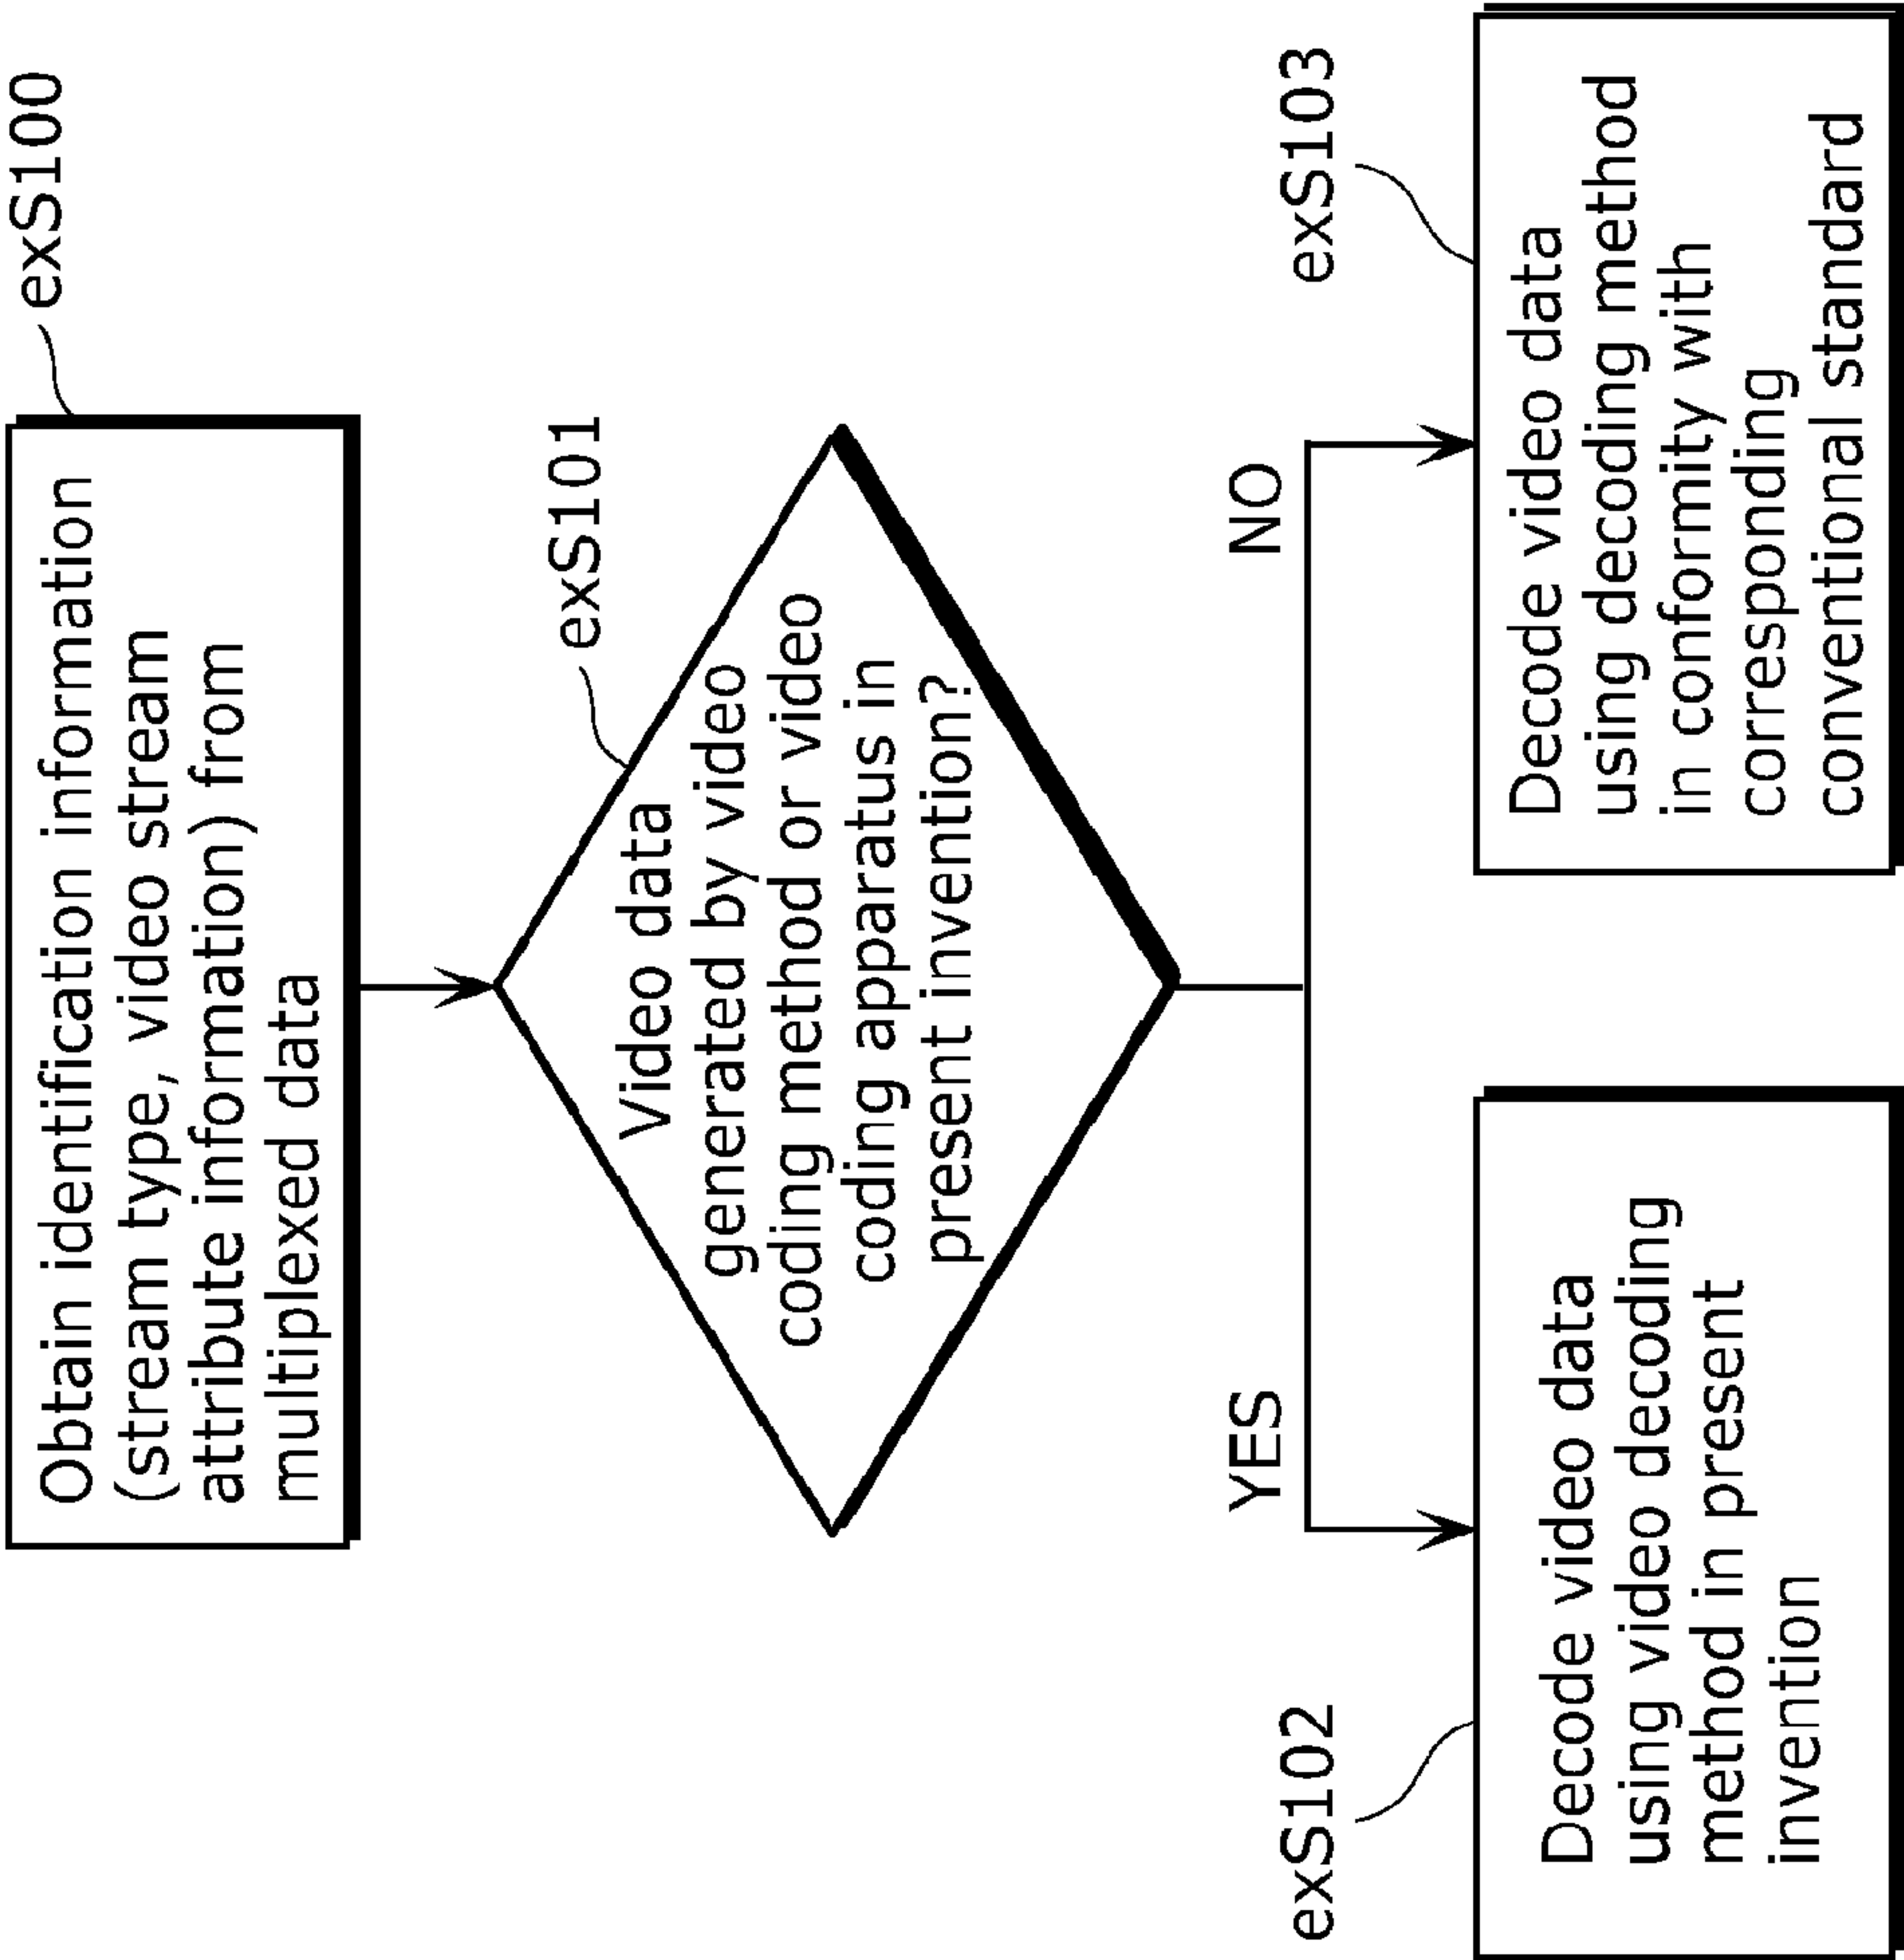 exS100
Obtain identification information
(stream type, video stream
attribute information) from
multiplexed data
exS101
Video data
generated by video
coding method or video
coding apparatus in
present invention?
YES
NO
exS102
Decode video data
using video decoding
method in present
invention
exS103
Decode video data
using decoding method
in conformity with
corresponding
conventional standard